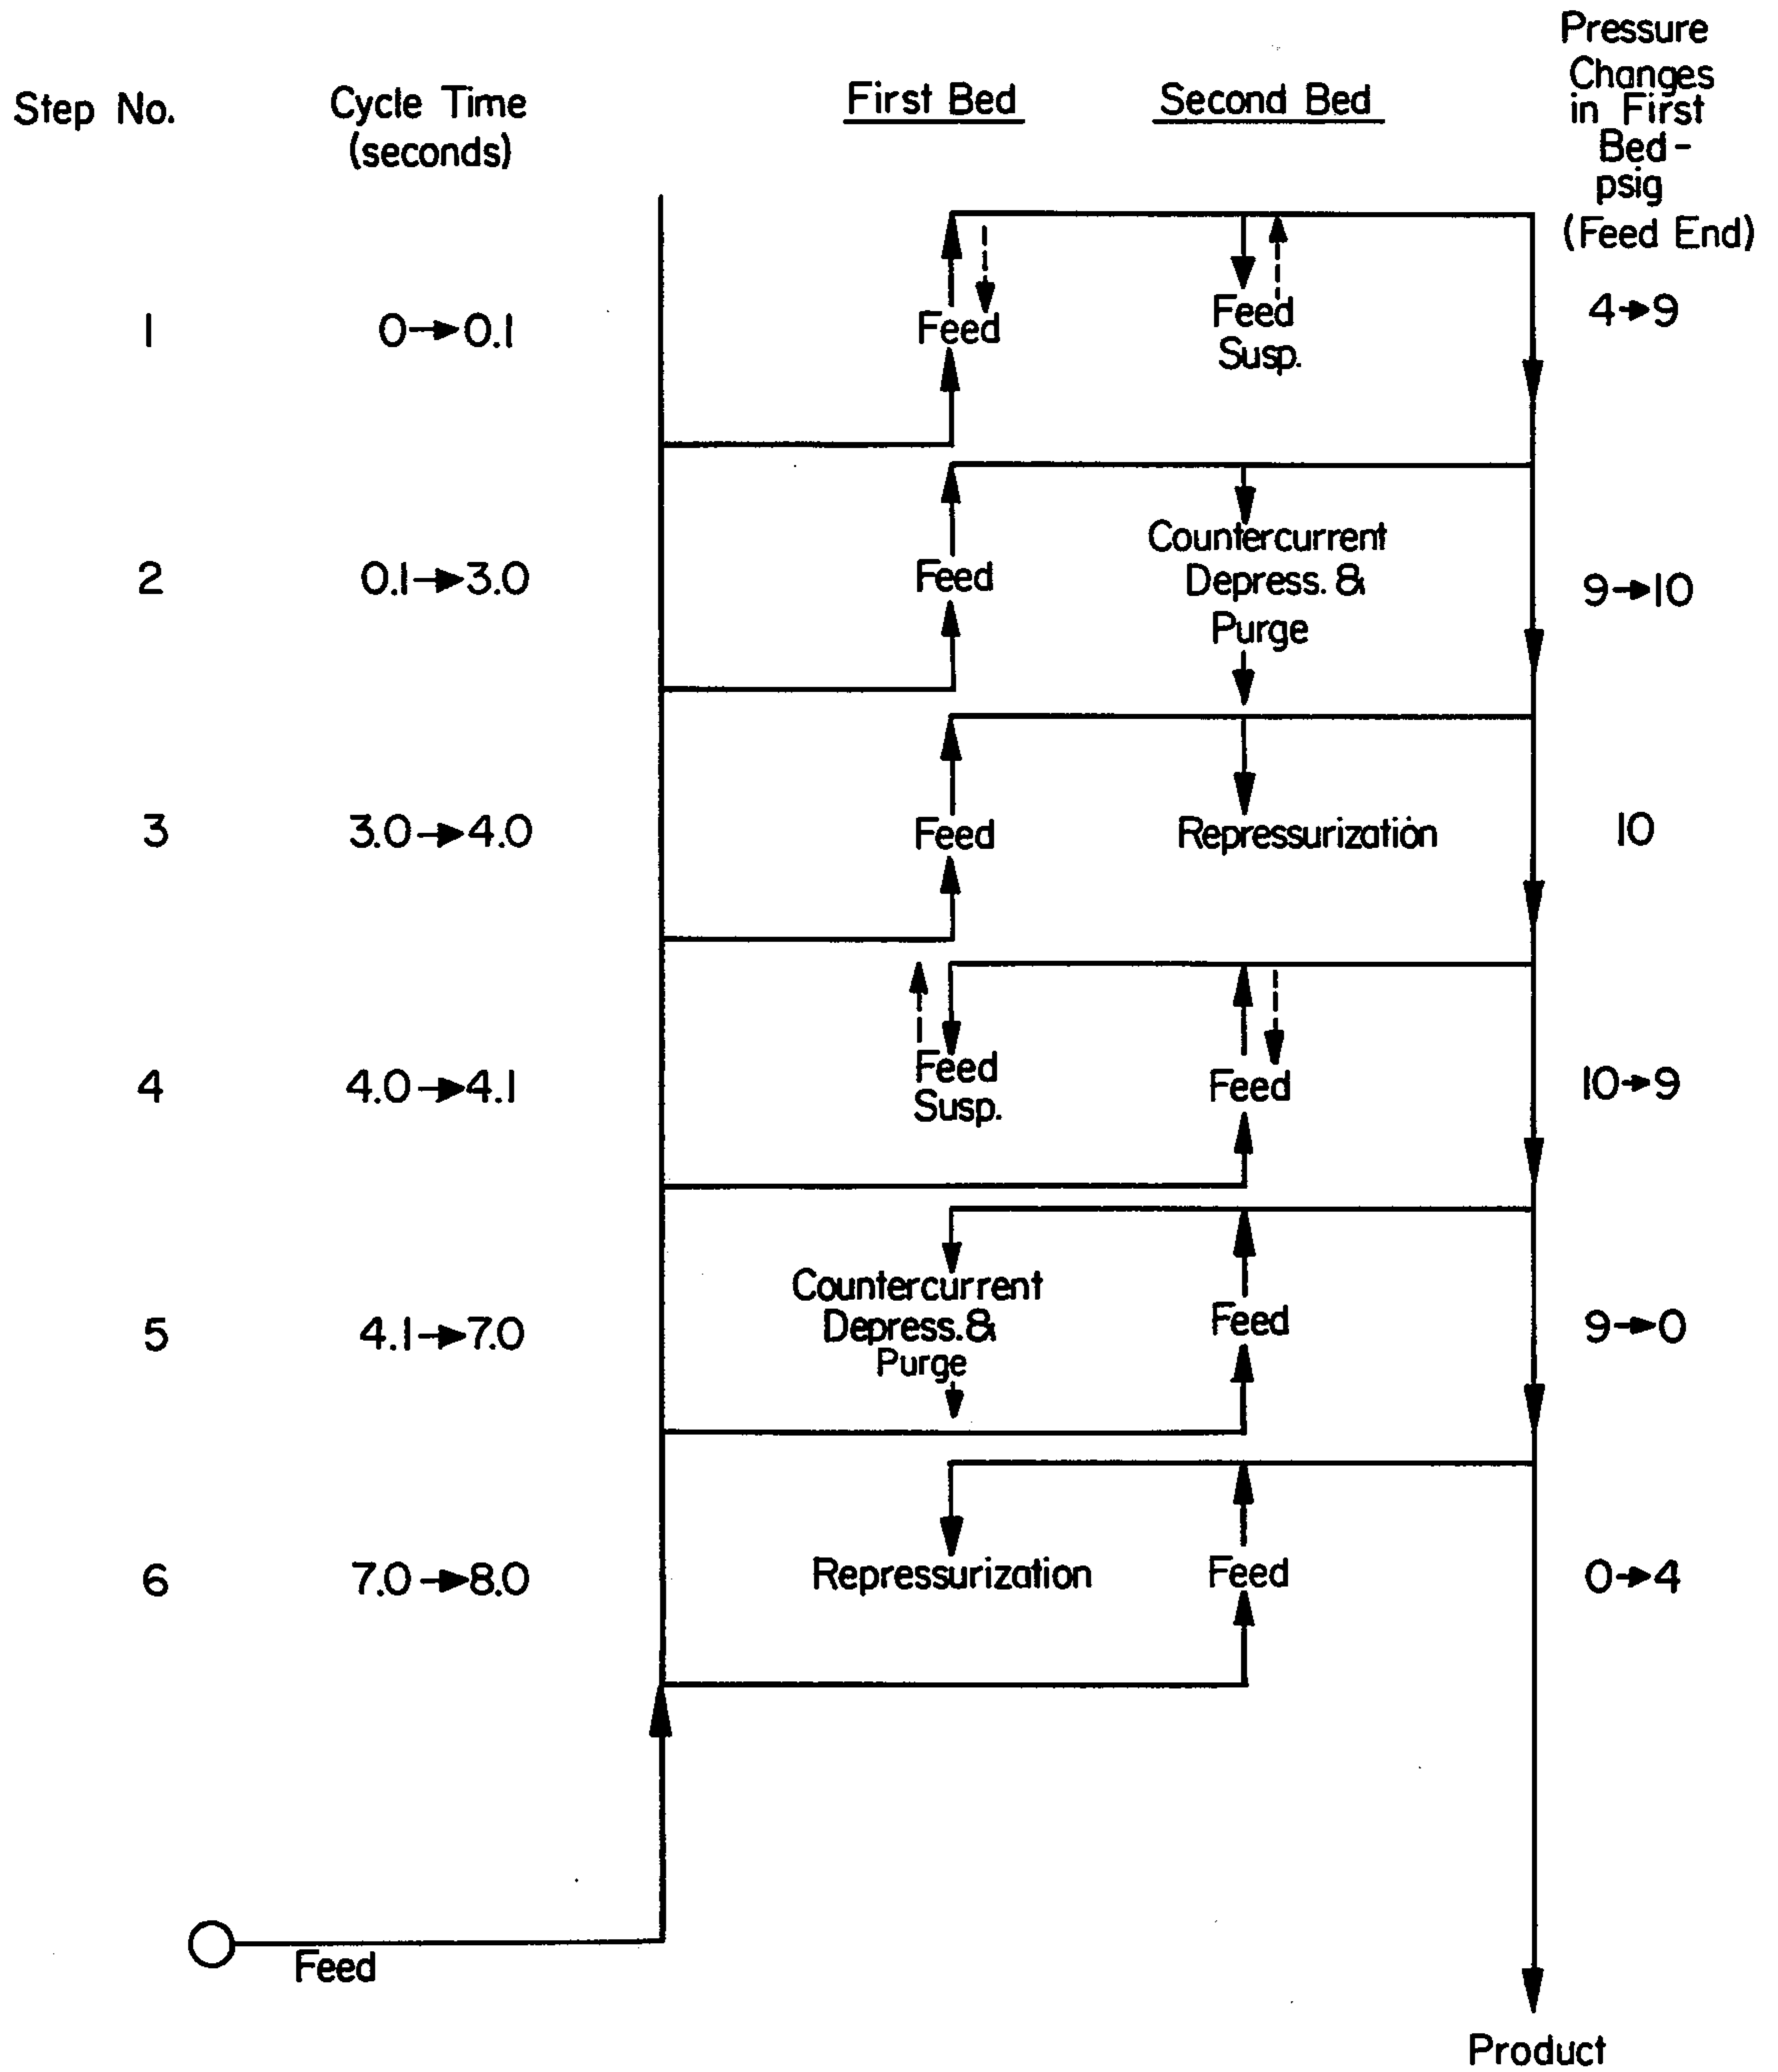 Step No.
Cycle Time
(seconds)
First Bed
Second Bed
Pressure
Changes
in First
Bed-
psig
(Feed End)
1
0→0.1
Feed
Feed
Susp.
4→9
2
0.1→3.0
Feed
Countercurrent
Depress. &
Purge
9→10
3
3.0→4.0
Feed
Repressurization
10
4
4.0→4.1
Feed
Susp.
Feed
10→9
5
4.1→7.0
Countercurrent
Depress. &
Purge
Feed
9→0
6
7.0→8.0
Repressurization
Feed
0→4
Feed
Product